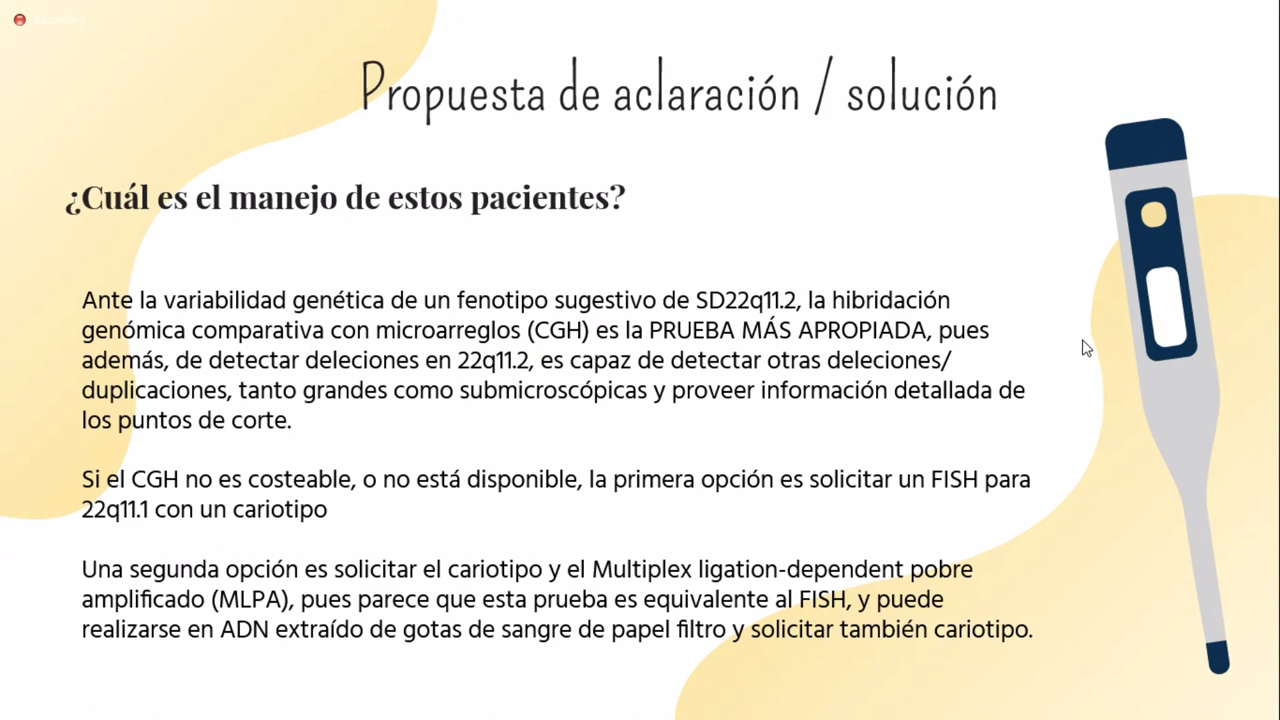 Recording
Propuesta de aclaración / solución
¿Cuál es el manejo de estos pacientes?
Ante la variabilidad genética de un fenotipo sugestivo de SD22q11.2, la hibridación
genómica comparativa con microarreglos (CGH) es la PRUEBA MÁS APROPIADA, pues
además, de detectar deleciones en 22q11.2, es capaz de detectar otras deleciones/
duplicaciones, tanto grandes como submicroscópicas y proveer información detallada de
los puntos de corte.
Si el CGH no es costeable, o no está disponible, la primera opción es solicitar un FISH para
22q11.1 con un cariotipo
Una segunda opción es solicitar el cariotipo y el Multiplex ligation-dependent pobre
amplificado (MLPA), pues parece que esta prueba es equivalente al FISH, y puede
realizarse en ADN extraído de gotas de sangre de papel filtro y solicitar también cariotipo.